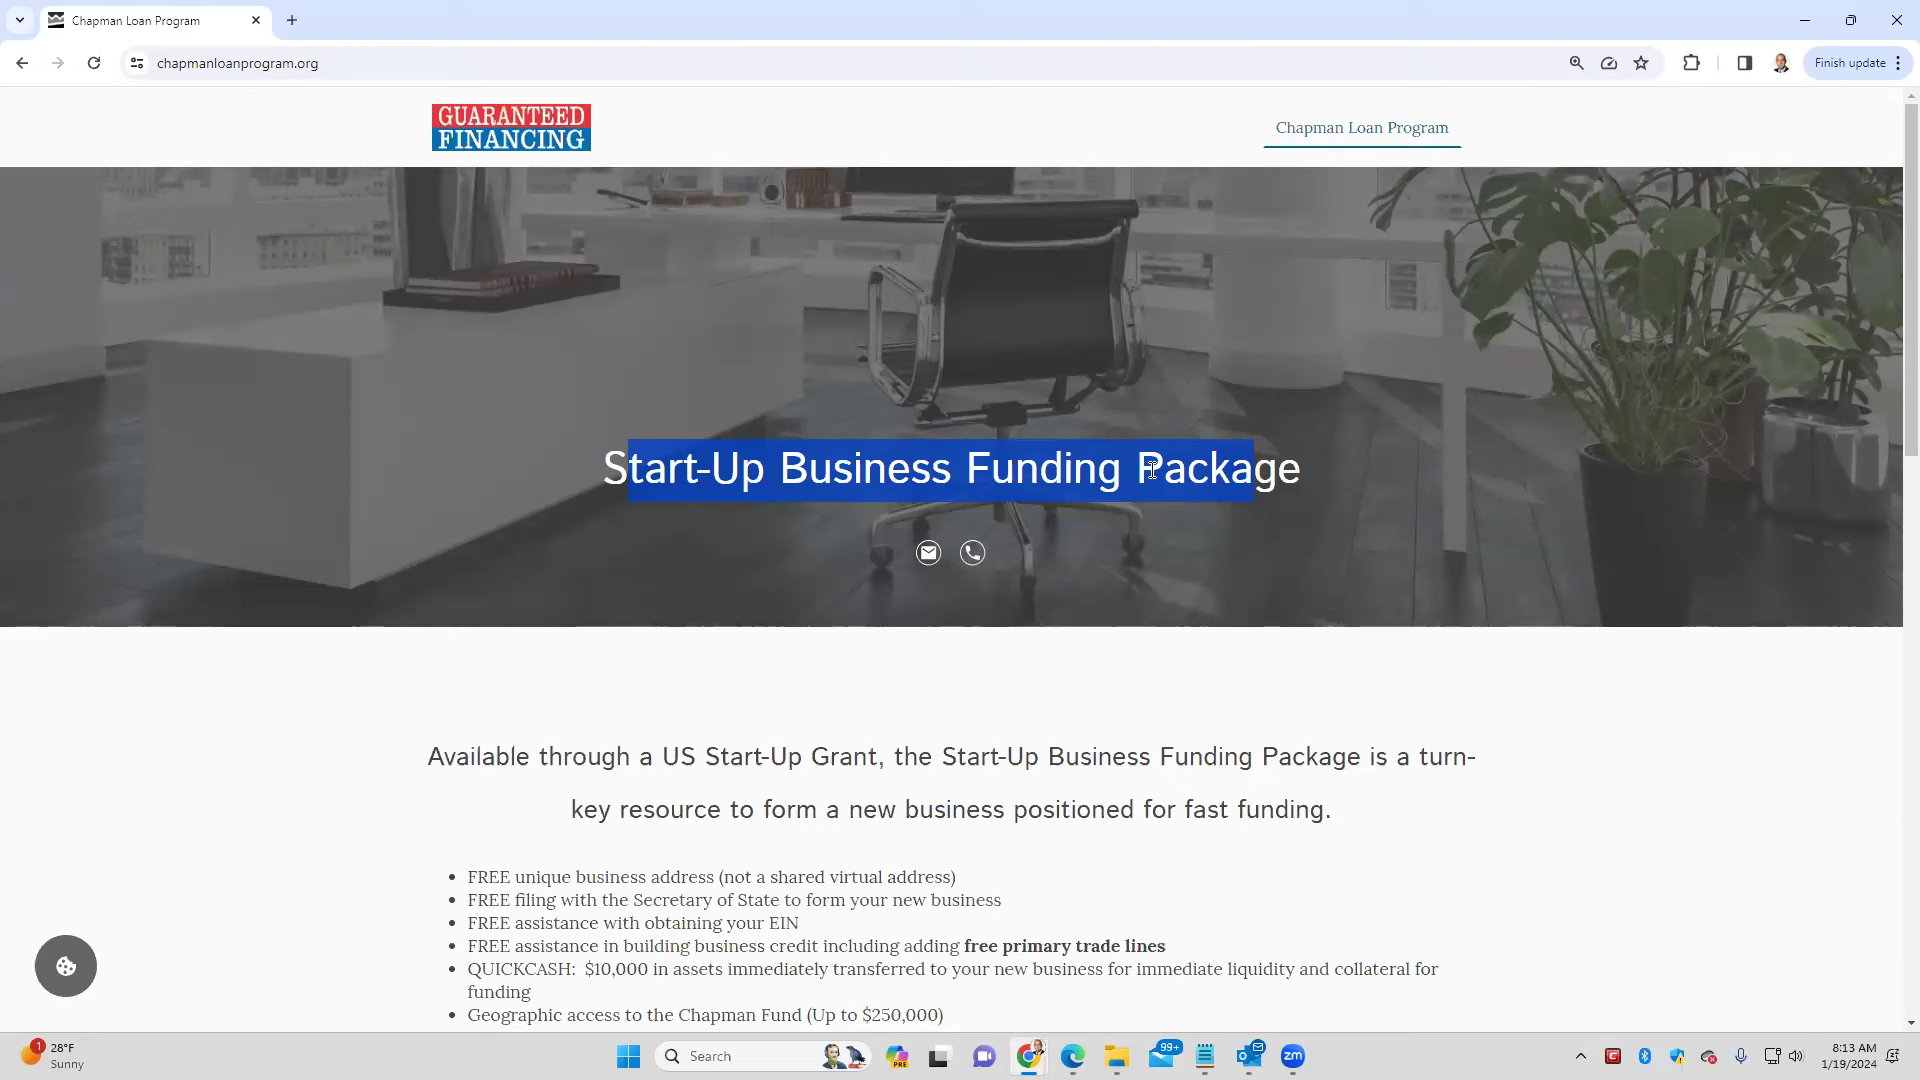 Chapman Loan Program
chapmanloanprogram.org
Finish update
GUARANTEED
FINANCING
Chapman Loan Program
Start-Up Business Funding Package
Available through a US Start-Up Grant, the Start-Up Business Funding Package is a turn-
key resource to form a new business positioned for fast funding.
FREE unique business address (not a shared virtual address)
FREE filing with the Secretary of State to form your new business
FREE assistance with obtaining your EIN
FREE assistance in building business credit including adding free primary trade lines
QUICKCASH:  $10,000 in assets immediately transferred to your new business for immediate liquidity and collateral for
funding
Geographic access to the Chapman Fund (Up to $250,000)
1
28°F
Sunny
Search
PRE
99+
zm
C
8:13 AM
1/19/2024